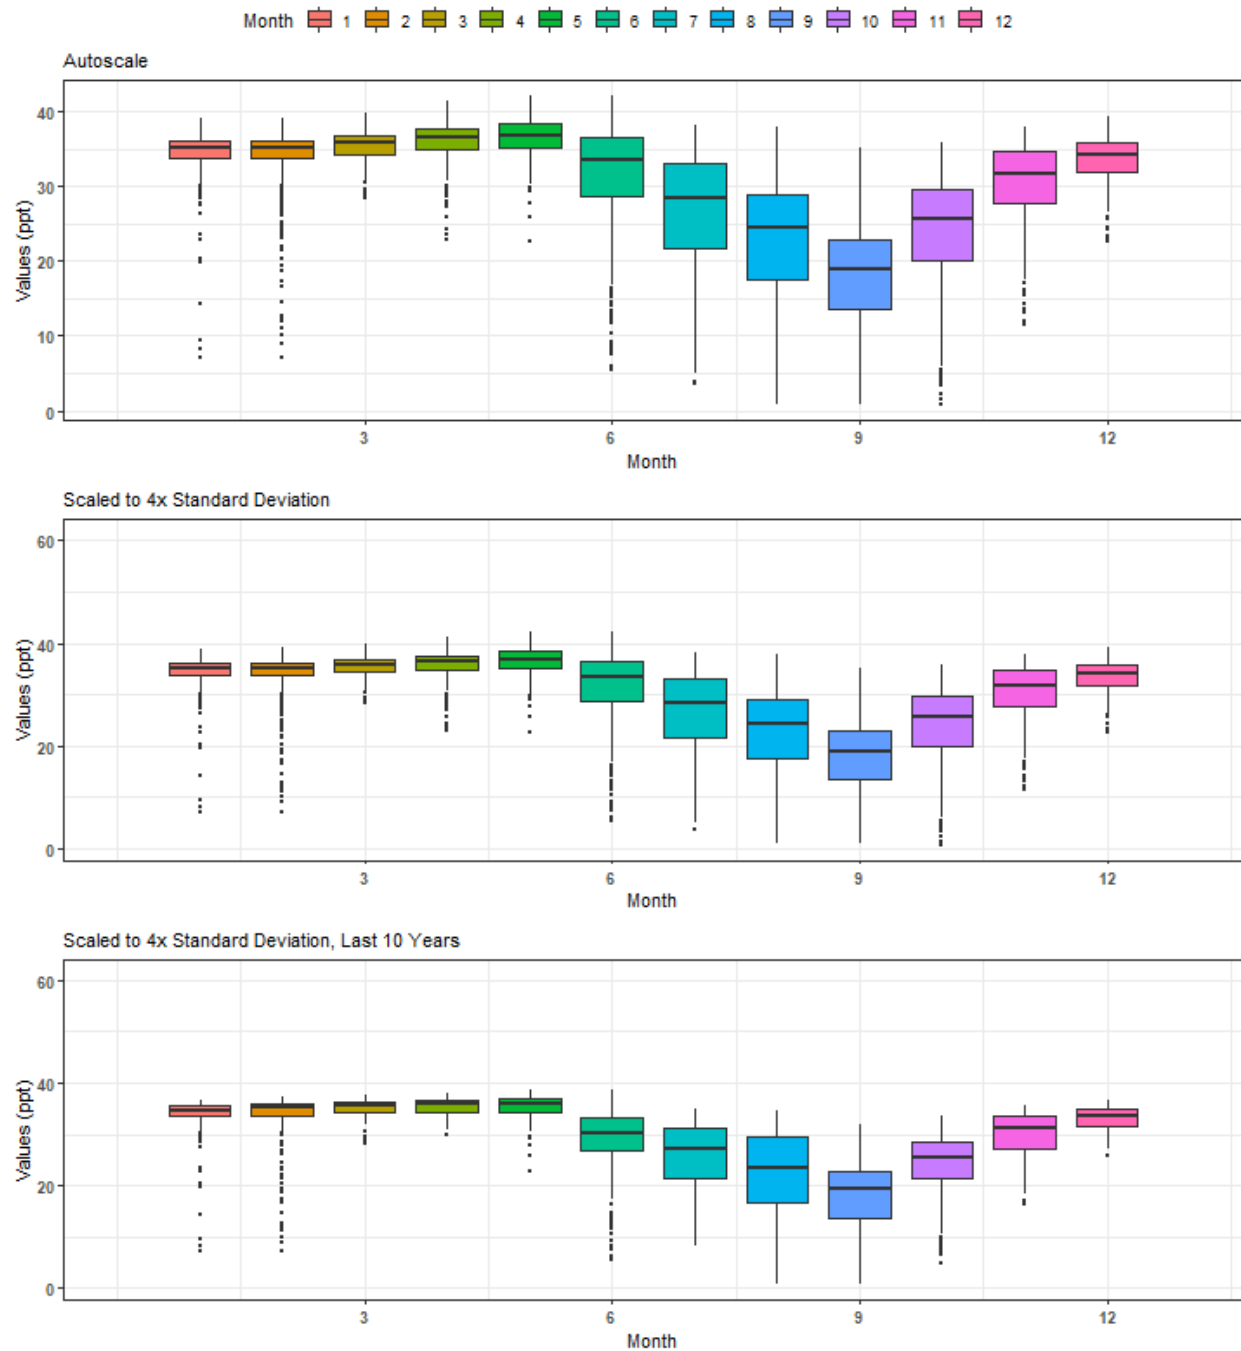 Month 1 2 3 4 5 6 7 8 9 10 11 12
Autoscale
Values (ppt)
40
30
20
10
0
3 6 9 12
Month
Scaled to 4x Standard Deviation
Values (ppt)
60
40
20
0
3 6 9 12
Month
Scaled to 4x Standard Deviation, Last 10 Years
Values (ppt)
60
40
20
0
3 6 9 12
Month